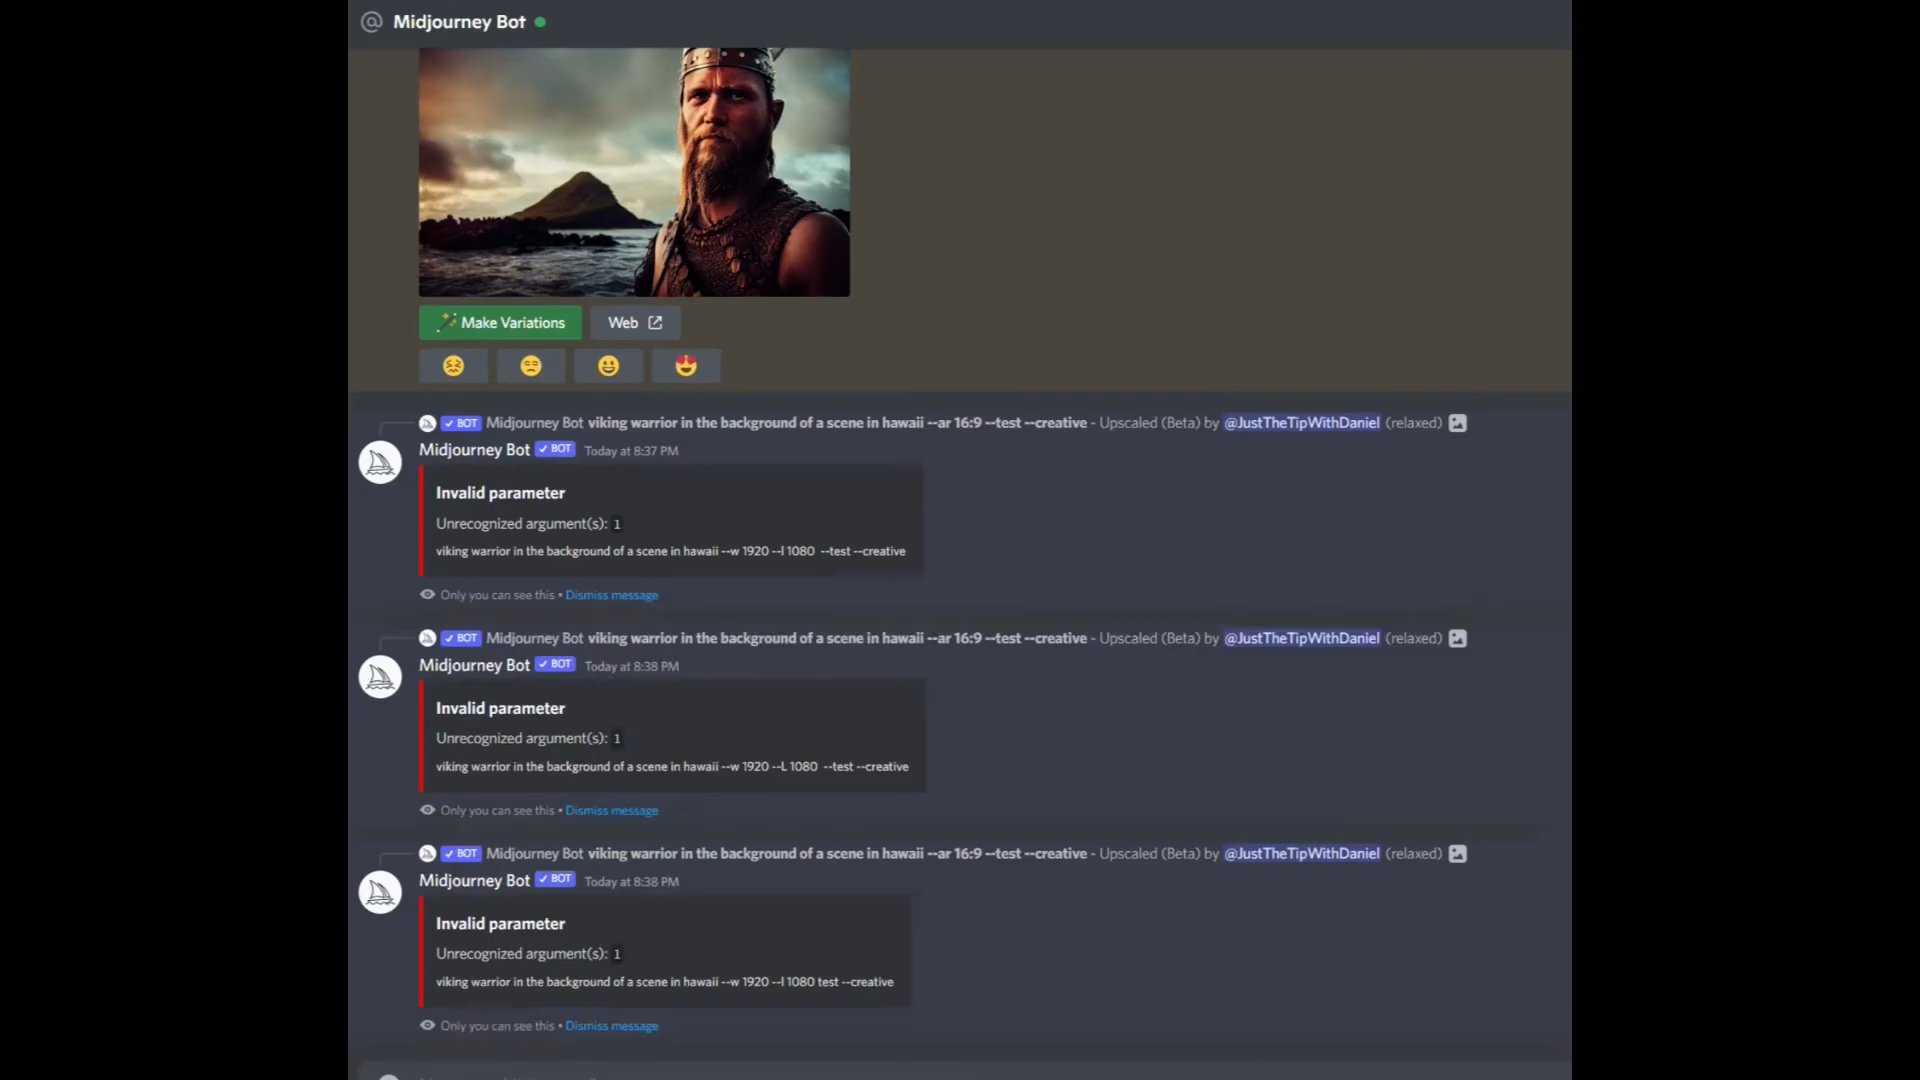 Midjourney Bot
Make Variations Web
BOT Midjourney Bot viking warrior in the background of a scene in hawaii --ar 16:9 --test --creative - Upscaled (Beta) by @JustTheTipWithDaniel (relaxed)
Midjourney Bot BOT Today at 8:37 PM
Invalid parameter
Unrecognized argument(s): l
viking warrior in the background of a scene in hawaii --w 1920 --l 1080 --test --creative
Only you can see this • Dismiss message
BOT Midjourney Bot viking warrior in the background of a scene in hawaii --ar 16:9 --test --creative - Upscaled (Beta) by @JustTheTipWithDaniel (relaxed)
Midjourney Bot BOT Today at 8:38 PM
Invalid parameter
Unrecognized argument(s): l
viking warrior in the background of a scene in hawaii --w 1920 --L 1080 --test --creative
Only you can see this • Dismiss message
BOT Midjourney Bot viking warrior in the background of a scene in hawaii --ar 16:9 --test --creative - Upscaled (Beta) by @JustTheTipWithDaniel (relaxed)
Midjourney Bot BOT Today at 8:38 PM
Invalid parameter
Unrecognized argument(s): l
viking warrior in the background of a scene in hawaii --w 1920 --l 1080 test --creative
Only you can see this • Dismiss message